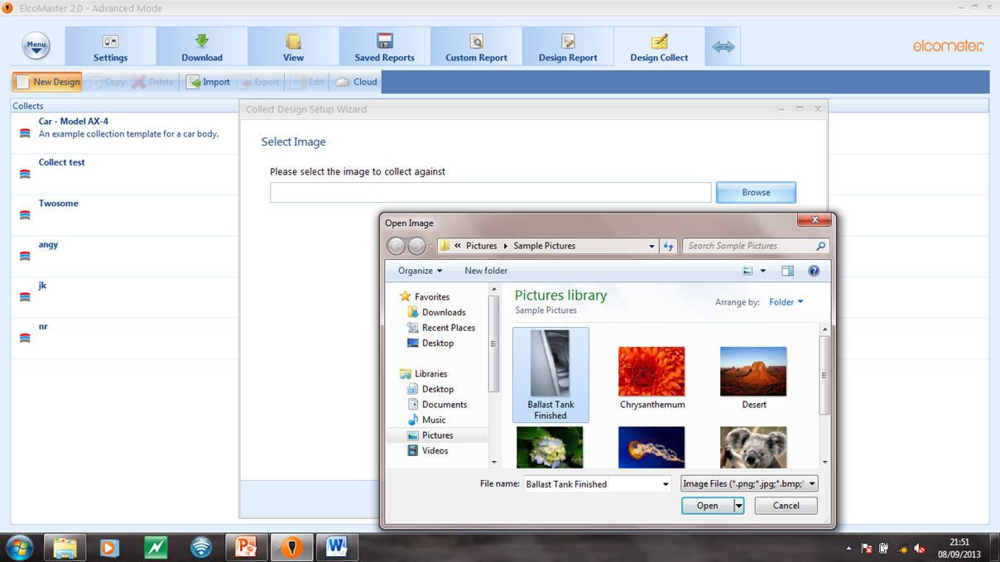 ElcoMaster 2.0 - Advanced Mode
Menu
Settings
Download
View
Saved Reports
Custom Report
Design Report
Design Collect
elcometer
New Design
Copy
Delete
Import
Export
Edit
Cloud
Collects
Car - Model AX-4
An example collection template for a car body.
Collect test
Twosome
angy
jk
nr
Collect Design Setup Wizard
Select Image
Please select the image to collect against
Browse
Open Image
« Pictures Sample Pictures
Search Sample Pictures
Organize
New folder
Favorites
Downloads
Recent Places
Desktop
Libraries
Desktop
Documents
Music
Pictures
Videos
Pictures library
Sample Pictures
Arrange by: Folder
Ballast Tank
Finished
Chrysanthemum
Desert
File name: Ballast Tank Finished
Image Files (*.png;*.jpg;*.bmp;
Open
Cancel
21:51
08/09/2013